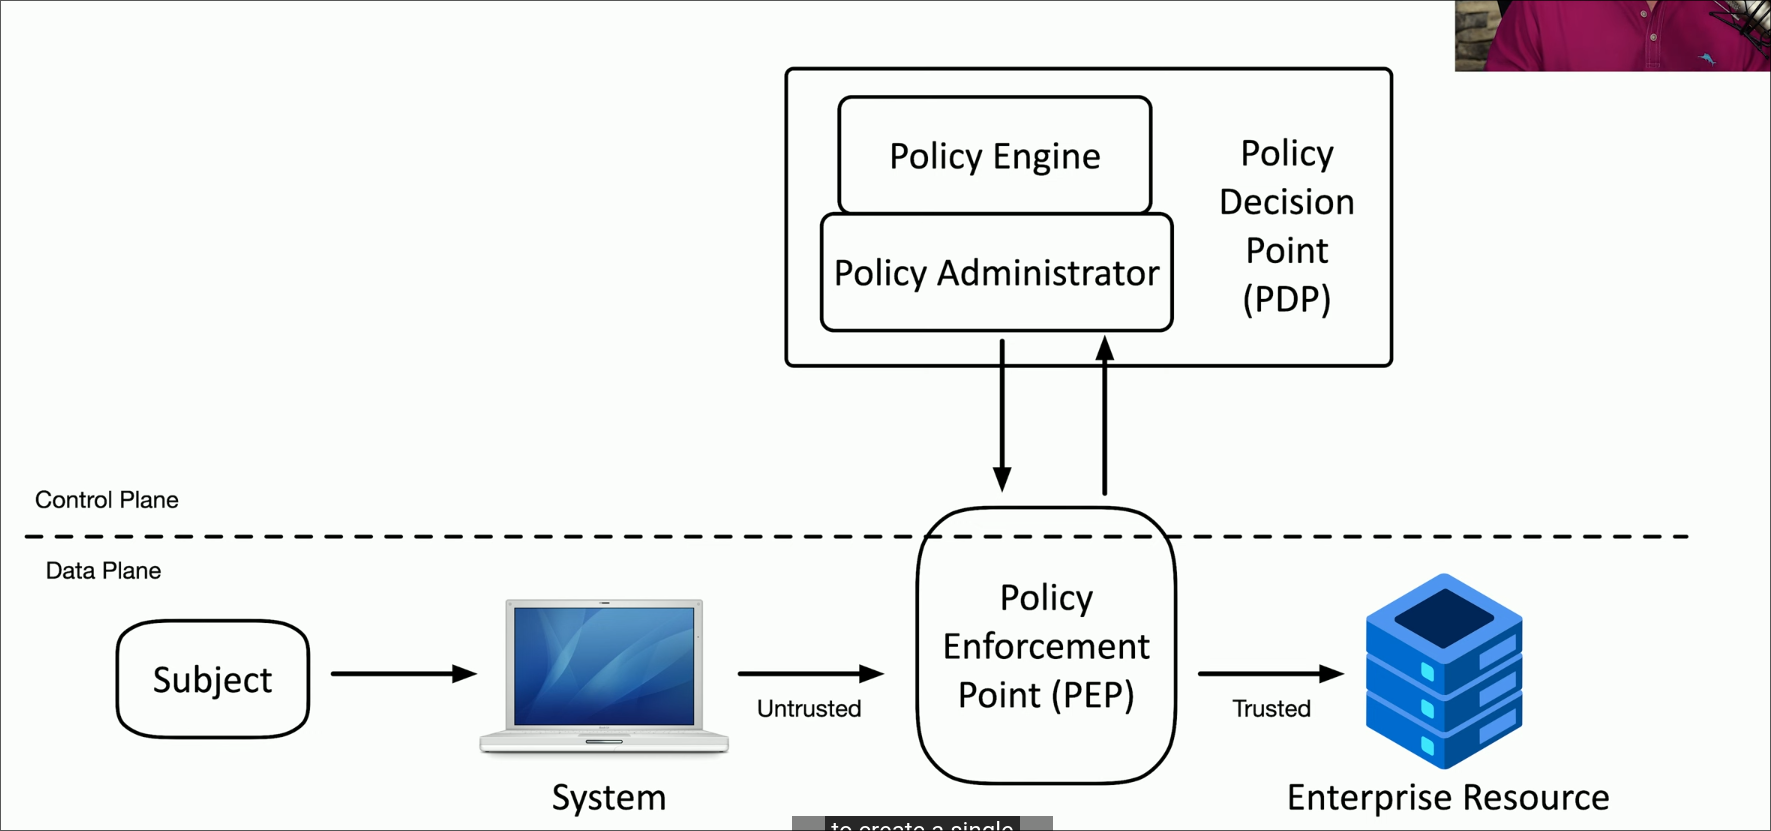 Policy Engine
Policy Administrator
Policy
Decision
Point
(PDP)
Control Plane
Data Plane
Subject
System
Untrusted
Policy
Enforcement
Point (PEP)
Trusted
Enterprise Resource
to create a single